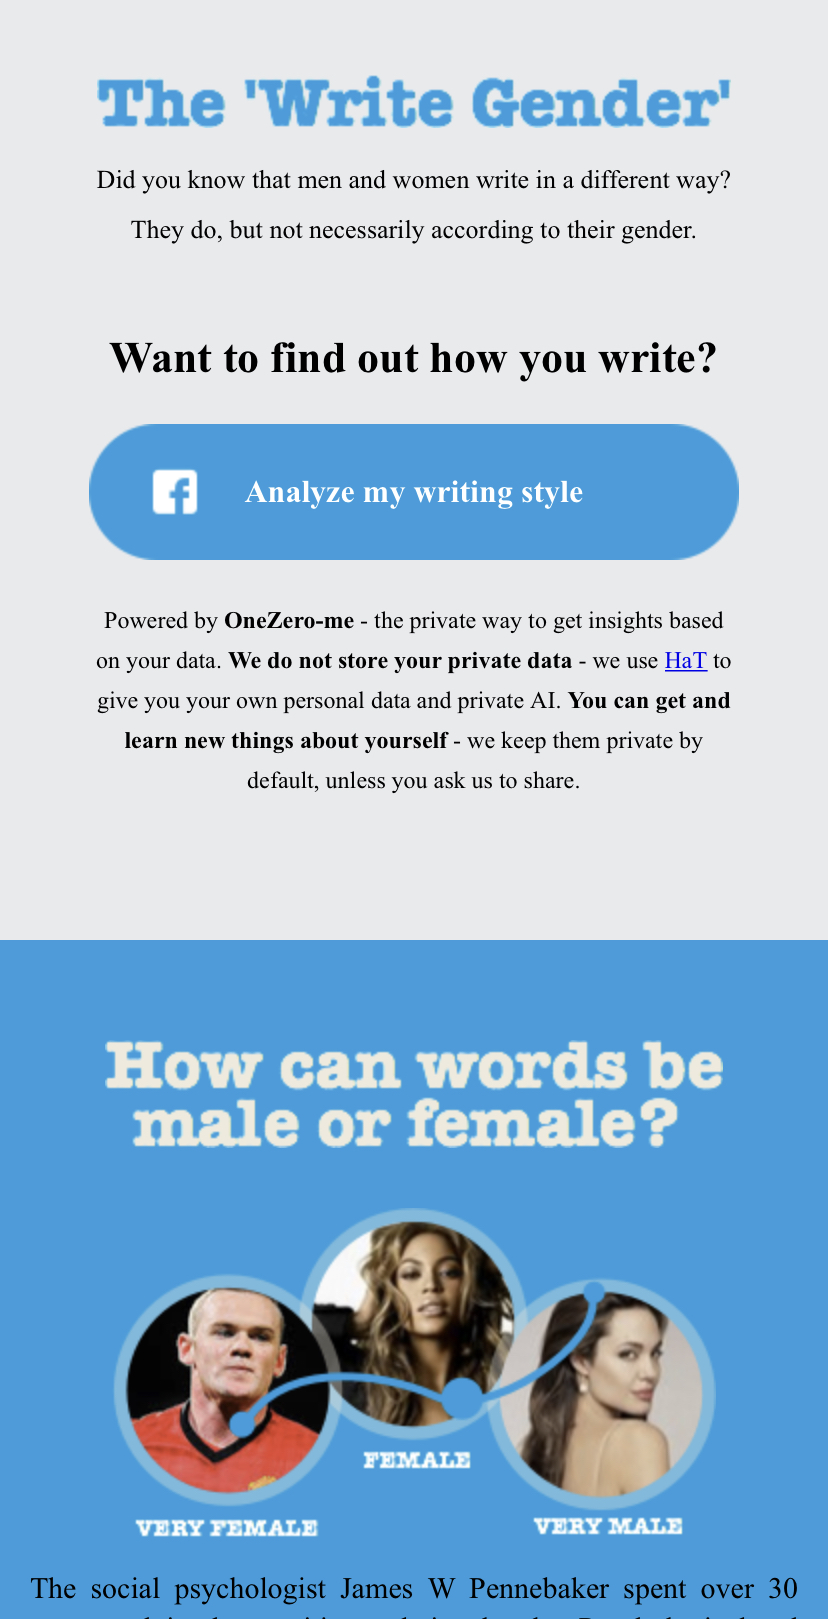 The 'Write Gender'
Did you know that men and women write in a different way?
They do, but not necessarily according to their gender.
Want to find out how you write?
Analyze my writing style
Powered by OneZero-me - the private way to get insights based
on your data. We do not store your private data - we use HaT to
give you your own personal data and private AI. You can get and
learn new things about yourself - we keep them private by
default, unless you ask us to share.
How can words be
male or female?
FEMALE
VERY FEMALE
VERY MALE
The social psychologist James W Pennebaker spent over 30